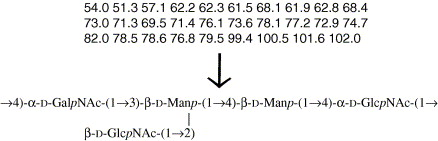 54.0 51.3 57.1 62.2 62.3 61.5 68.1 61.9 62.8 68.4
73.0 71.3 69.5 71.4 76.1 73.6 78.1 77.2 72.9 74.7
82.0 78.5 78.6 76.8 79.5 99.4 100.5 101.6 102.0
→4)-α-D-GalpNAc-(1→3)-β-D-Manp-(1→4)-β-D-Manp-(1→4)-α-D-GlcpNAc-(1→
β-D-GlcpNAc-(1→2)